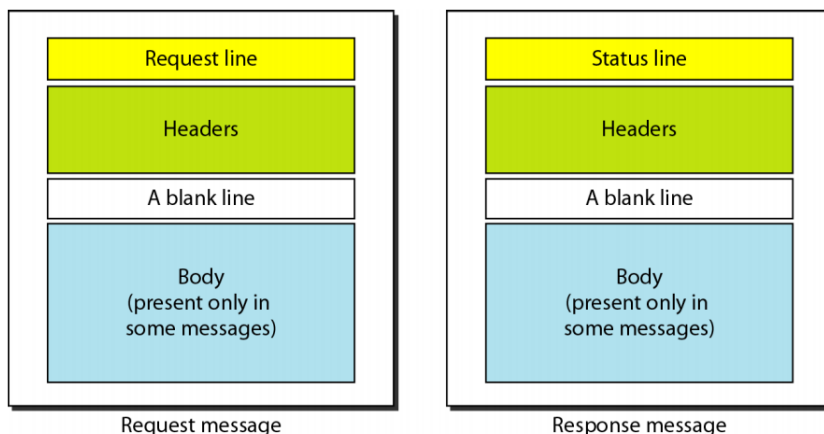 Request line
Headers
A blank line
Body
(present only in
some messages)
Request message
Status line
Headers
A blank line
Body
(present only in
some messages)
Response message